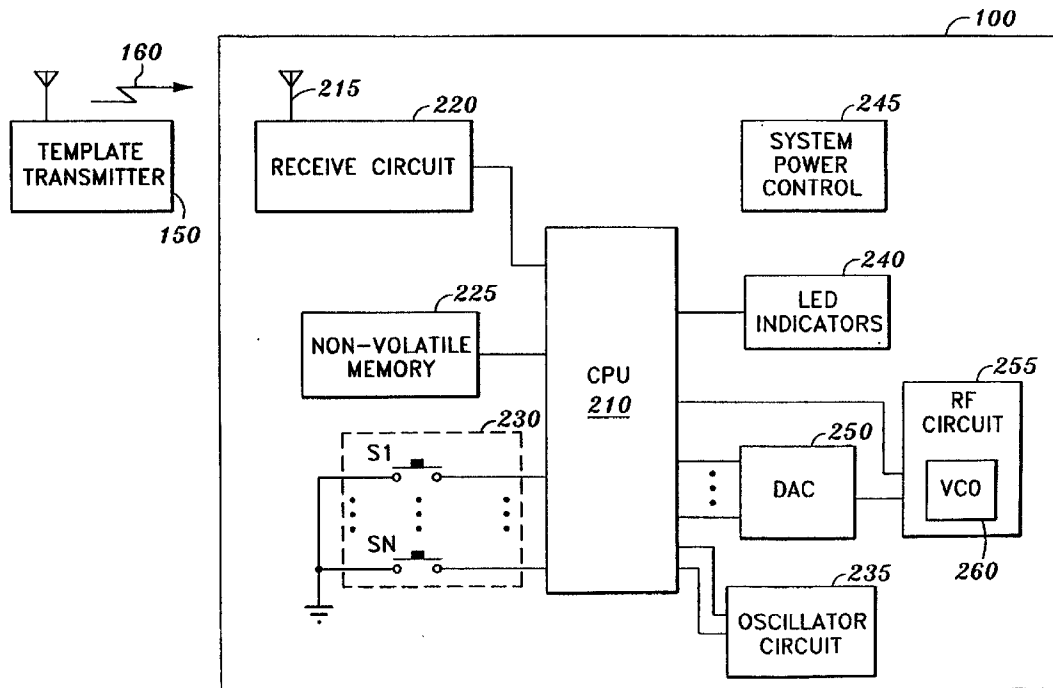 100
160
215
220
245
TEMPLATE
TRANSMITTER
150
RECEIVE CIRCUIT
SYSTEM
POWER
CONTROL
225
NON-VOLATILE
MEMORY
CPU
210
240
LED
INDICATORS
255
RF
CIRCUIT
VCO
260
230
S1
SN
250
DAC
235
OSCILLATOR
CIRCUIT